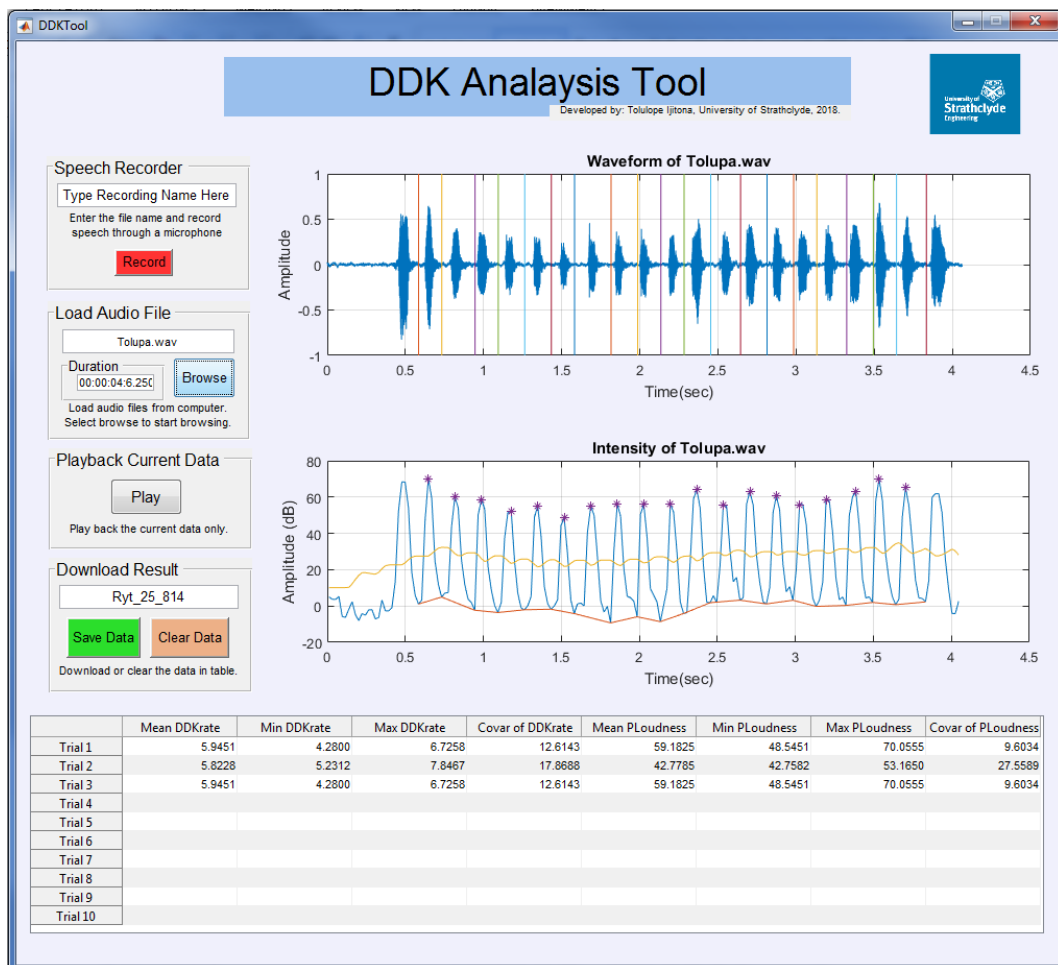 DDKTool
DDK Analaysis Tool
Developed by: Tolulope Ijitona, University of Strathclyde, 2018.
University of
Strathclyde
Engineering
Speech Recorder
Type Recording Name Here
Enter the file name and record
speech through a microphone
Record
Load Audio File
Tolupa.wav
Duration
00:00:04:6.250
Browse
Load audio files from computer.
Select browse to start browsing.
Playback Current Data
Play
Play back the current data only.
Download Result
Ryt_25_814
Save Data Clear Data
Download or clear the data in table.
Waveform of Tolupa.wav
Amplitude
1
0.5
0
-0.5
-1
0 0.5 1 1.5 2 2.5 3 3.5 4 4.5
Time(sec)
Intensity of Tolupa.wav
Amplitude (dB)
80
60
40
20
0
-20
0 0.5 1 1.5 2 2.5 3 3.5 4 4.5
Time(sec)
Mean DDKrate Min DDKrate Max DDKrate Covar of DDKrate Mean PLoudness Min PLoudness Max PLoudness Covar of PLoudness
Trial 1 5.9451 4.2800 6.7258 12.6143 59.1825 48.5451 70.0555 9.6034
Trial 2 5.8228 5.2312 7.8467 17.8688 42.7785 42.7582 53.1650 27.5589
Trial 3 5.9451 4.2800 6.7258 12.6143 59.1825 48.5451 70.0555 9.6034
Trial 4
Trial 5
Trial 6
Trial 7
Trial 8
Trial 9
Trial 10